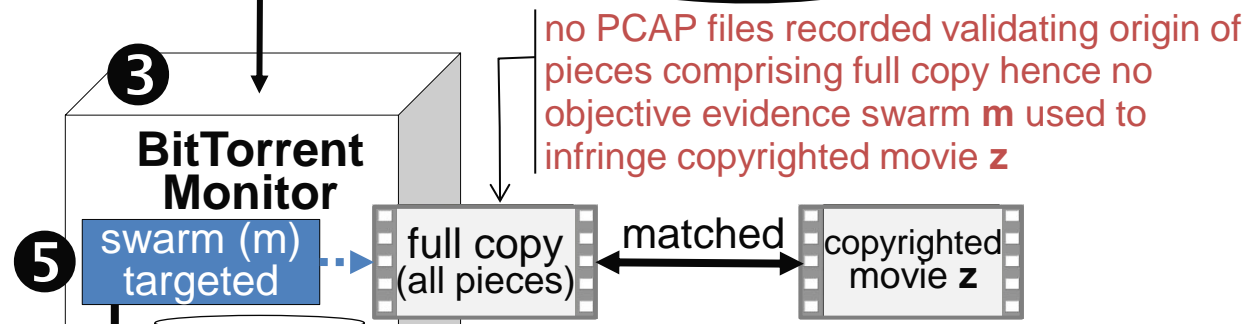 no PCAP files recorded validating origin of
pieces comprising full copy hence no
objective evidence swarm m used to
infringe copyrighted movie z
3
BitTorrent
Monitor
5
swarm (m)
targeted
full copy
(all pieces)
matched
copyrighted
movie z